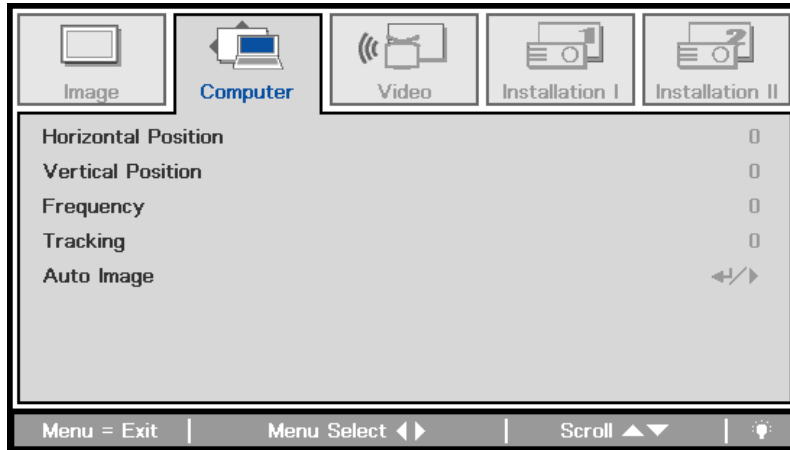 Image Computer Video Installation I Installation II
Horizontal Position 0
Vertical Position 0
Frequency 0
Tracking 0
Auto Image /
Menu = Exit | Menu Select | Scroll |